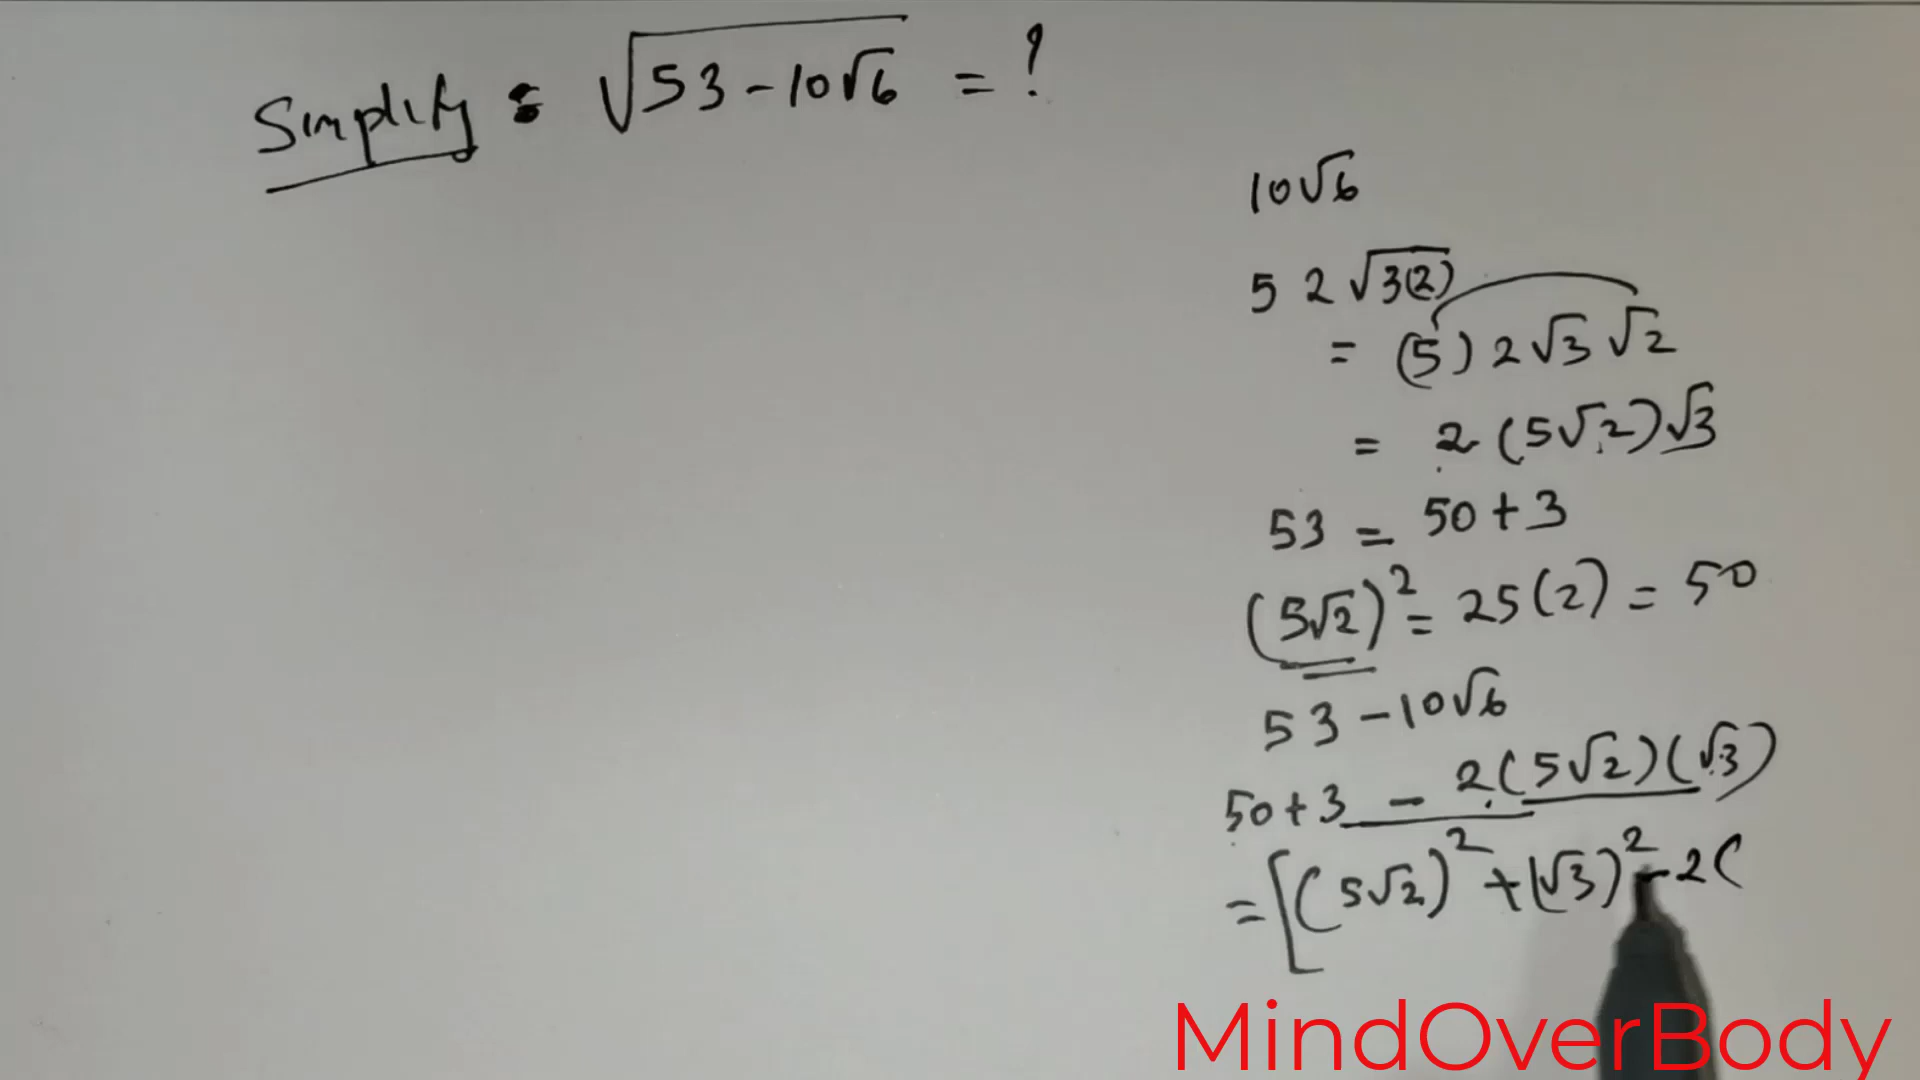 Simplify : √53-10√6 = ?
10√6
5 2 √3(2)
= (5) 2 √3 √2
= 2 (5√2) √3
53 = 50 + 3
(5√2)² = 25(2) = 50
53 - 10√6
50 + 3 - 2(5√2)(√3)
= [(5√2)² + (√3)² - 2(
MindOverBody